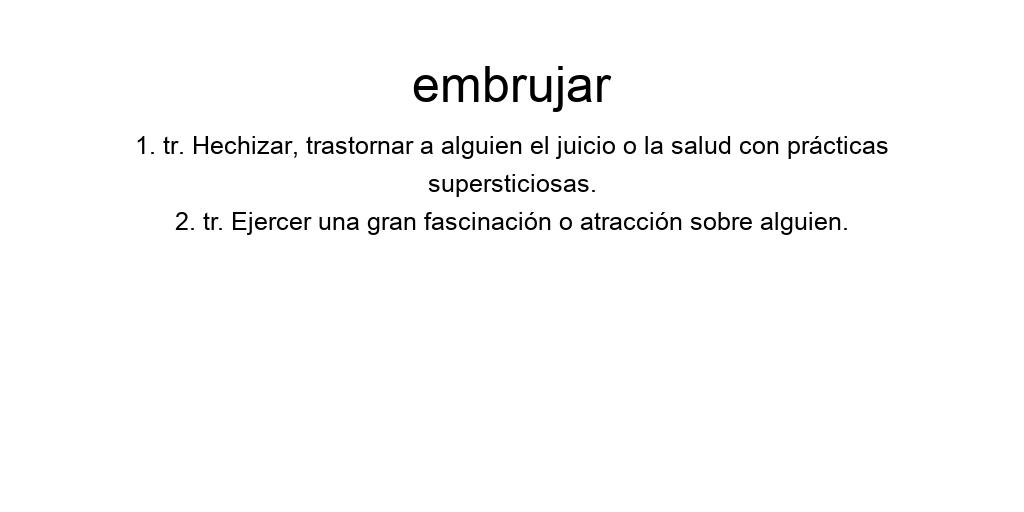 embrujar
1. tr. Hechizar, trastornar a alguien el juicio o la salud con prácticas
supersticiosas.
2. tr. Ejercer una gran fascinación o atracción sobre alguien.